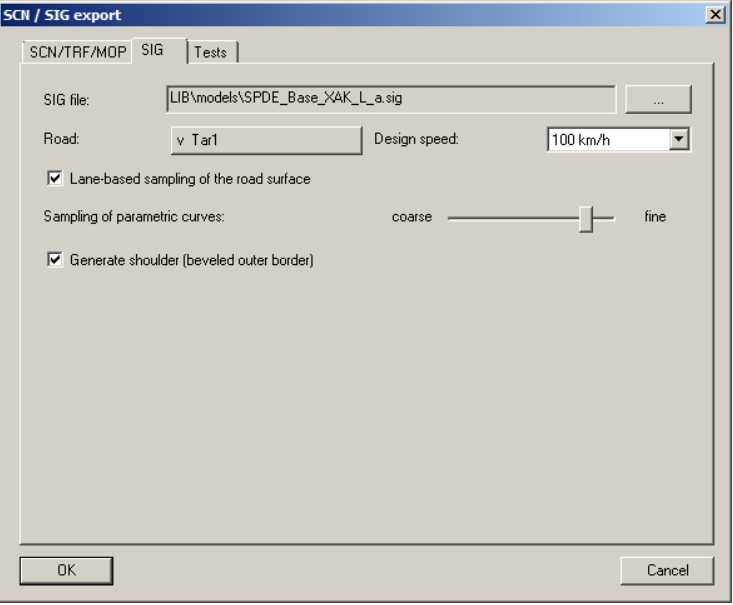 SCN / SIG export
SCN/TRF/MOP SIG Tests
SIG file: LIB\models\SPDE_Base_XAK_L_a.sig ...
Road: v Tar1 Design speed: 100 km/h
Lane-based sampling of the road surface
Sampling of parametric curves: coarse fine
Generate shoulder (beveled outer border)
OK Cancel